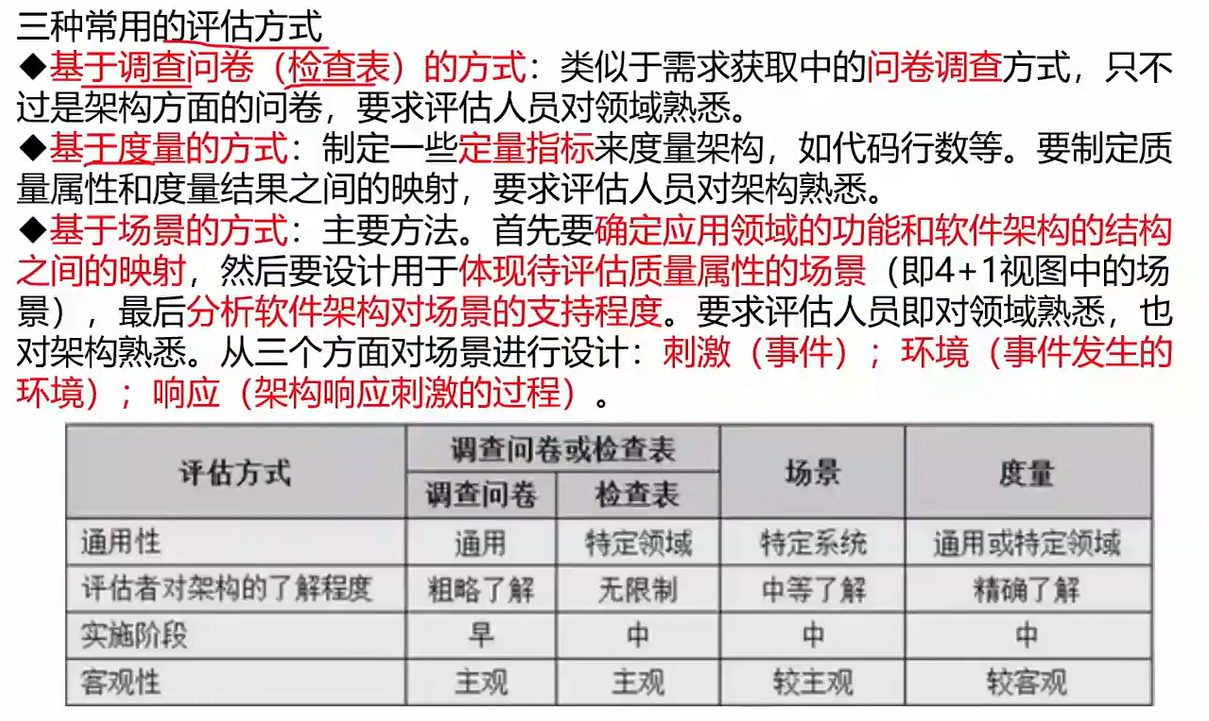 三种常用的评估方式
◆基于调查问卷（检查表）的方式：类似于需求获取中的问卷调查方式，只不
过是架构方面的问卷，要求评估人员对领域熟悉。
◆基于度量的方式：制定一些定量指标来度量架构，如代码行数等。要制定质
量属性和度量结果之间的映射，要求评估人员对架构熟悉。
◆基于场景的方式：主要方法。首先要确定应用领域的功能和软件架构的结构
之间的映射，然后要设计用于体现待评估质量属性的场景（即4+1视图中的场
景），最后分析软件架构对场景的支持程度。要求评估人员即对领域熟悉，也
对架构熟悉。从三个方面对场景进行设计：刺激（事件）；环境（事件发生的
环境）；响应（架构响应刺激的过程）。
评估方式 调查问卷或检查表 场景 度量
调查问卷 检查表
通用性 通用 特定领域 特定系统 通用或特定领域
评估者对架构的了解程度 粗略了解 无限制 中等了解 精确了解
实施阶段 早 中 中 中
客观性 主观 主观 较主观 较客观